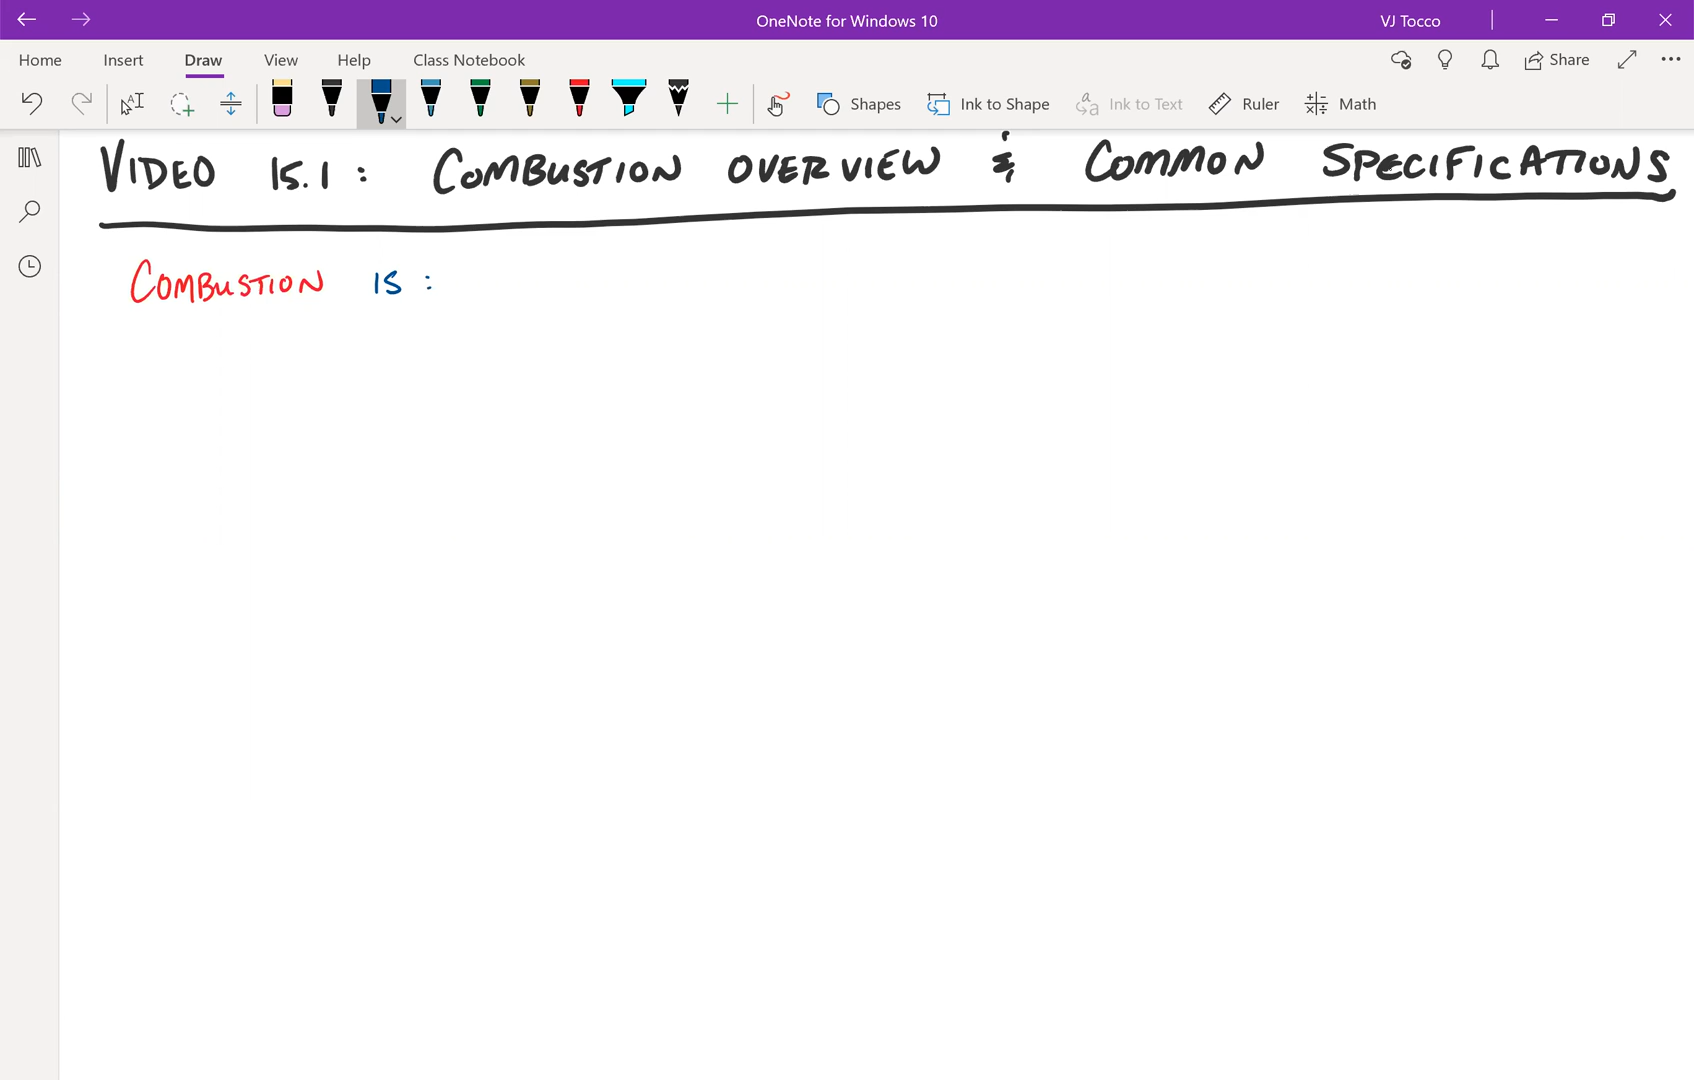 OneNote for Windows 10
VJ Tocco
Home Insert Draw View Help Class Notebook Share
Shapes Ink to Shape Ink to Text Ruler Math
VIDEO 15.1 : COMBUSTION OVERVIEW & COMMON SPECIFICATIONS
COMBUSTION IS :